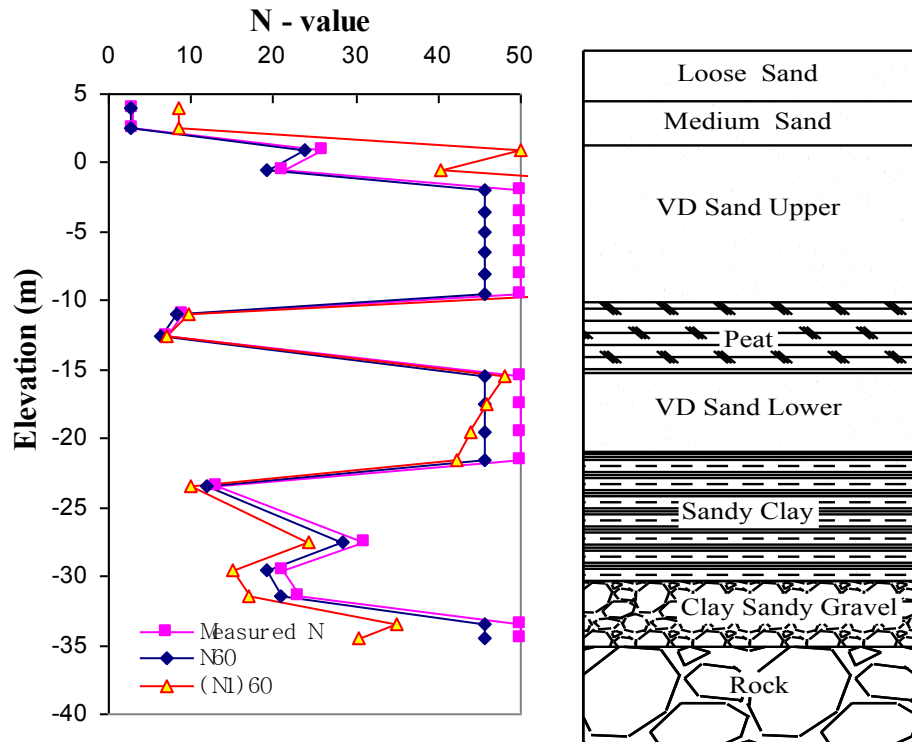 N - value
0 10 20 30 40 50
Elevation (m)
5
0
-5
-10
-15
-20
-25
-30
-35
-40
Measured N
N60
(N1)60
Loose Sand
Medium Sand
VD Sand Upper
Peat
VD Sand Lower
Sandy Clay
Clay Sandy Gravel
Rock